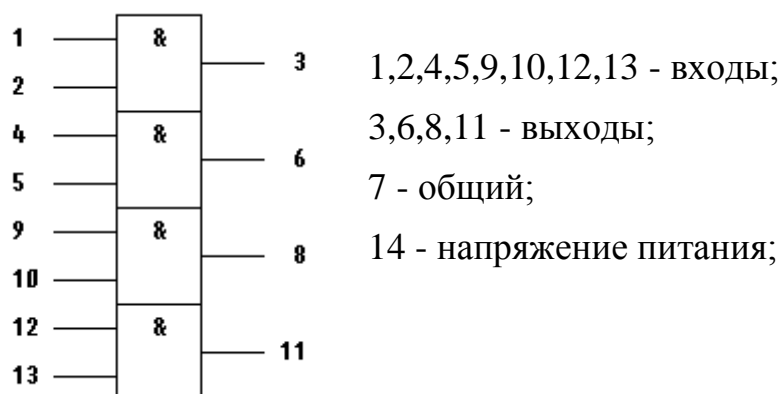 1 & 3
2
4 & 6
5
9 & 8
10
12 & 11
13
1,2,4,5,9,10,12,13 - входы;
3,6,8,11 - выходы;
7 - общий;
14 - напряжение питания;